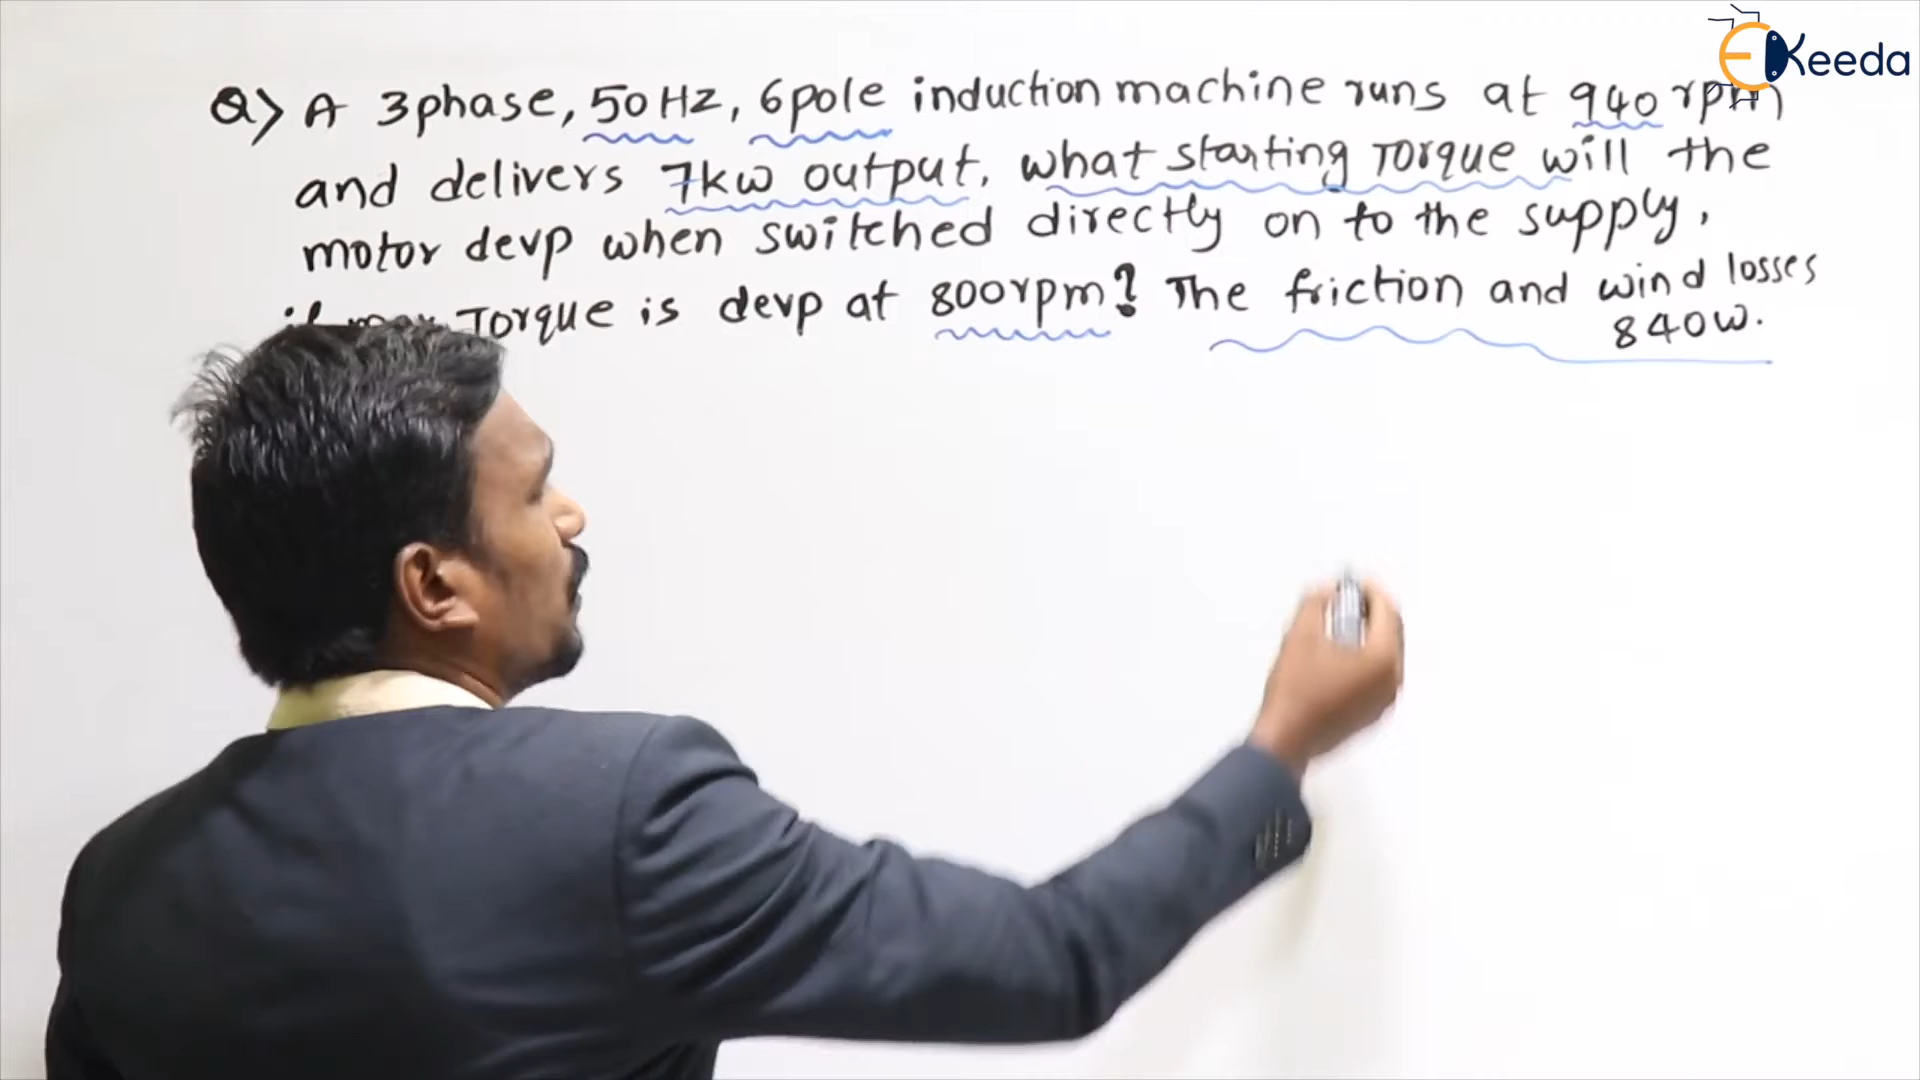 EKeeda
Q> A 3phase, 50HZ, 6pole induction machine runs at 940 rpm
and delivers 7kw output, what starting Torque will the
motor devp when switched directly on to the supply,
Torque is devp at 800rpm? The friction and wind losses
840w.